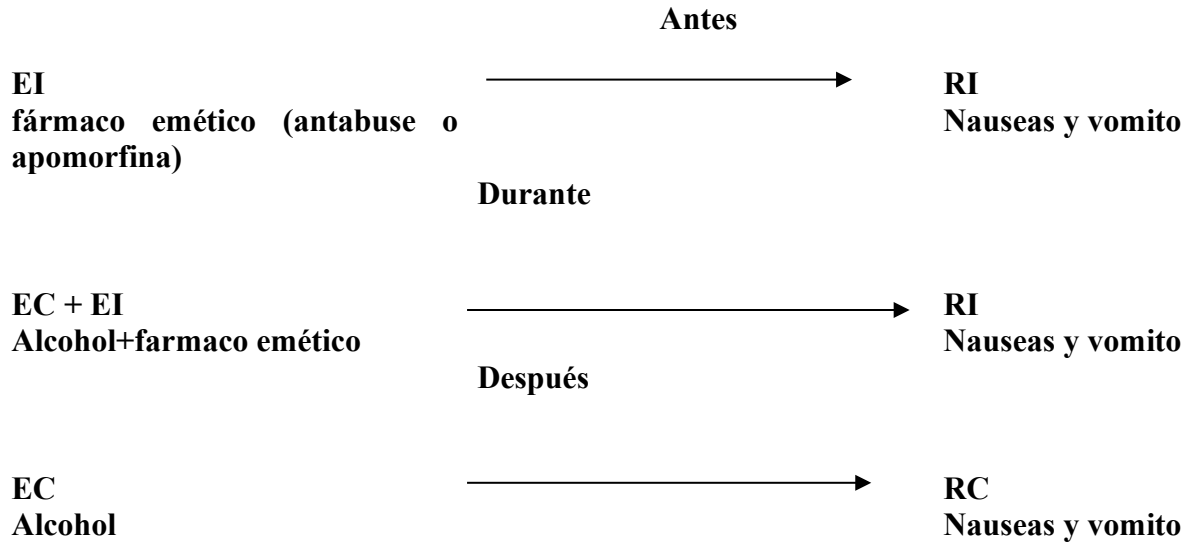 Antes
EI
RI
fármaco emético (antabuse o
Nauseas y vomito
apomorfina)
Durante
EC + EI
RI
Alcohol+farmaco emético
Nauseas y vomito
Después
EC
RC
Alcohol
Nauseas y vomito